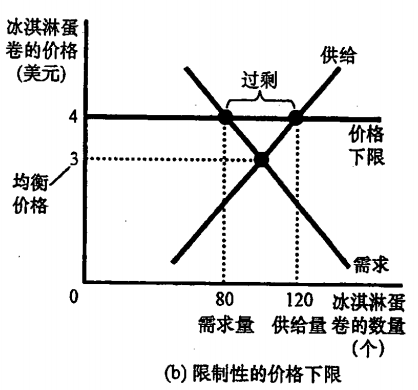 冰淇淋蛋
卷的价格
(美元)
供给
过剩
4
价格
下限
3
均衡
价格
需求
0
80
120
冰淇淋蛋
需求量
供给量
卷的数量
(个)
(b) 限制性的价格下限